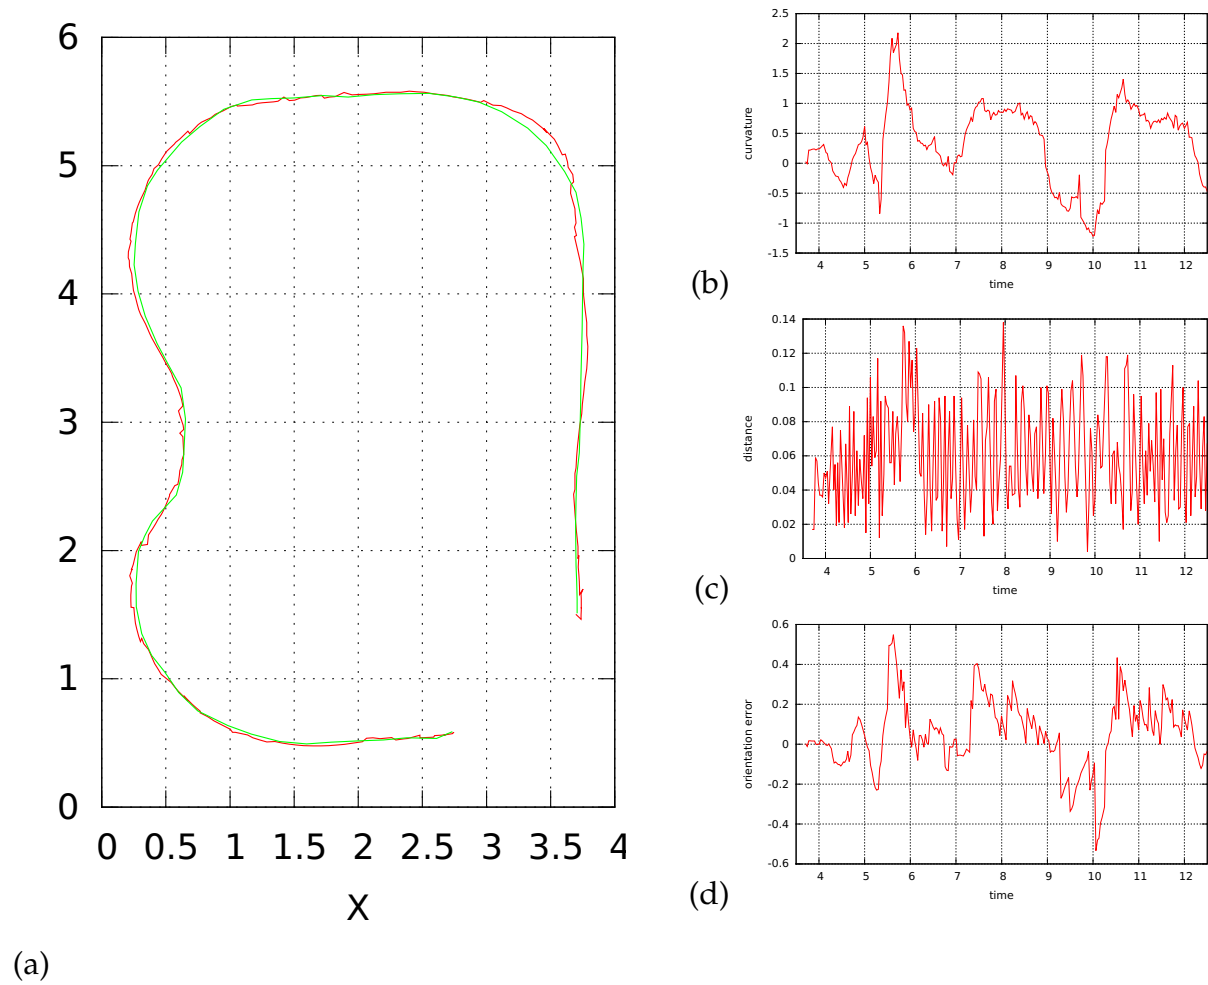 6
5
4
3
2
1
0
0 0.5 1 1.5 2 2.5 3 3.5 4
X
(a)
2.5
2
1.5
1
0.5
0
-0.5
-1
-1.5
curvature
4 5 6 7 8 9 10 11 12
time
(b)
0.14
0.12
0.1
0.08
0.06
0.04
0.02
0
distance
4 5 6 7 8 9 10 11 12
time
(c)
0.6
0.4
0.2
0
-0.2
-0.4
-0.6
orientation error
4 5 6 7 8 9 10 11 12
time
(d)